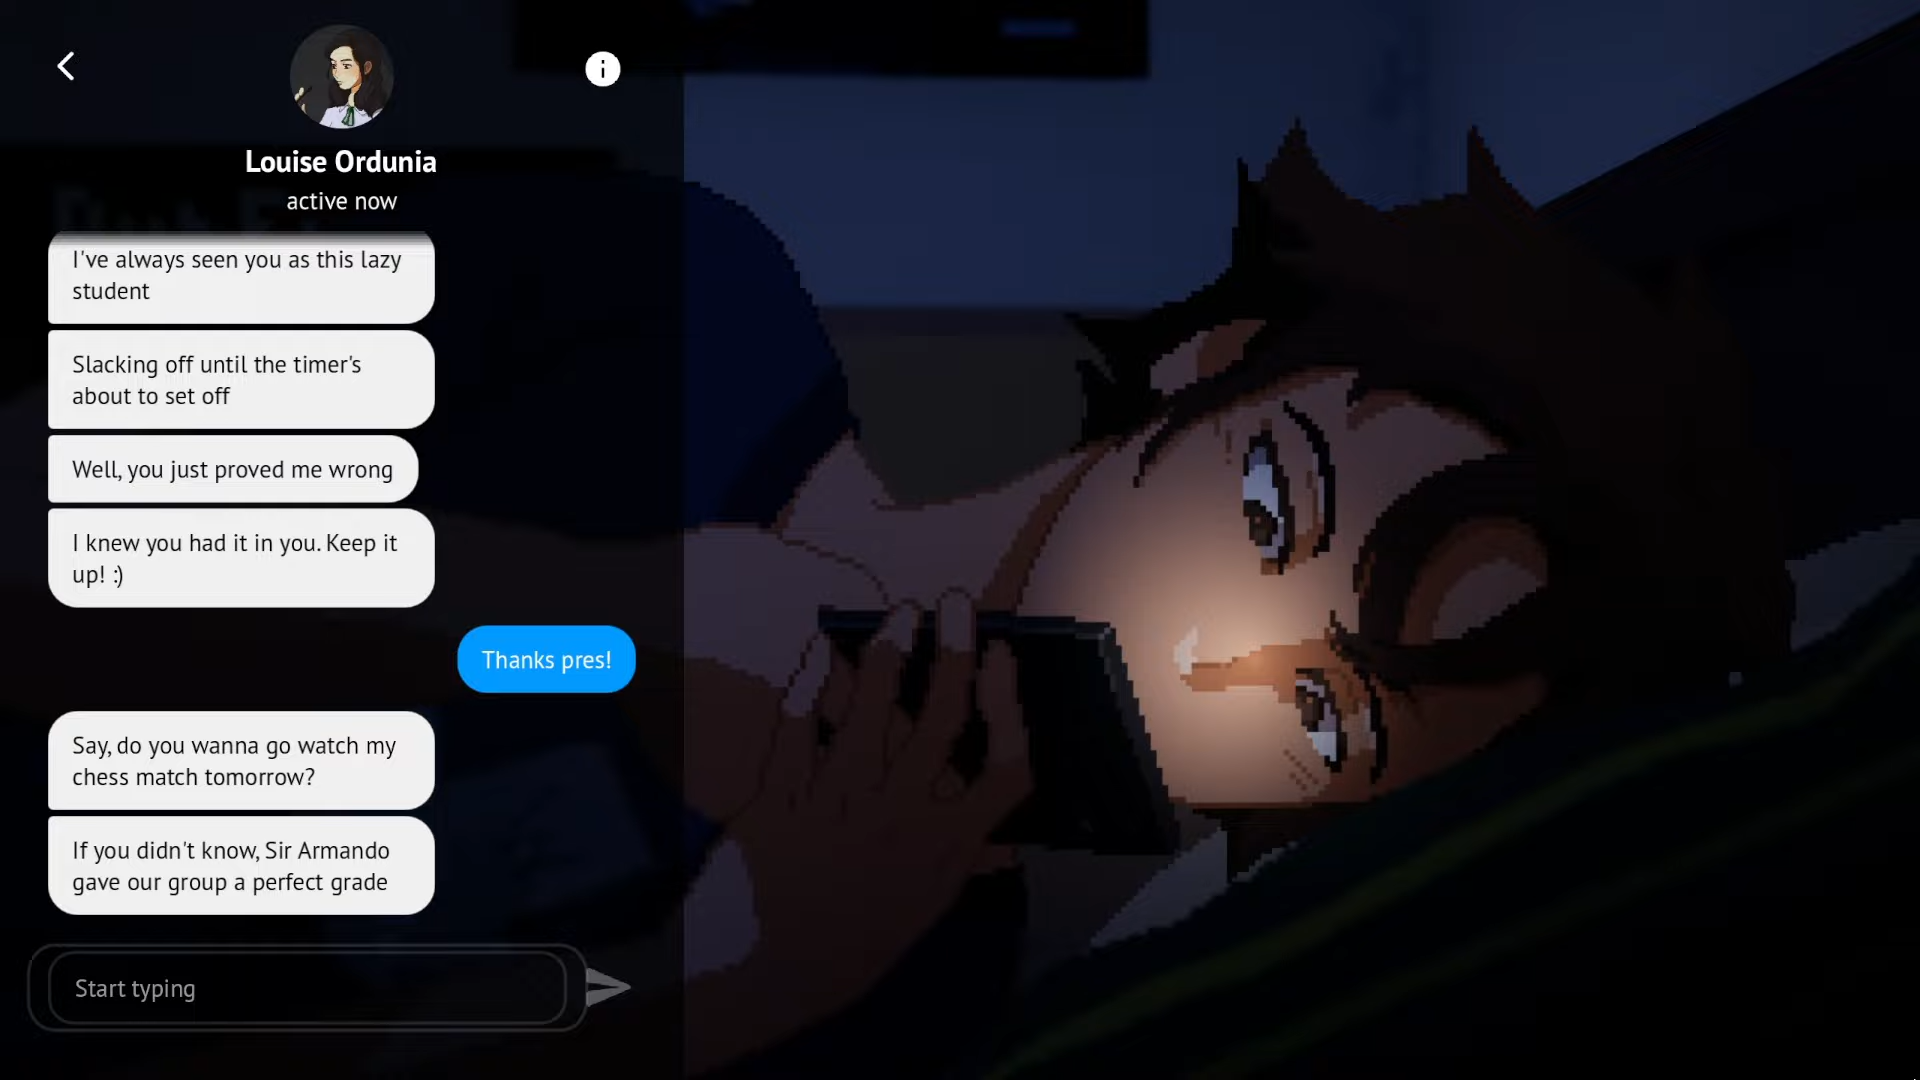 Louise Ordunia
active now
I've always seen you as this lazy
student
Slacking off until the timer's
about to set off
Well, you just proved me wrong
I knew you had it in you. Keep it
up! :)
Thanks pres!
Say, do you wanna go watch my
chess match tomorrow?
If you didn't know, Sir Armando
gave our group a perfect grade
Start typing